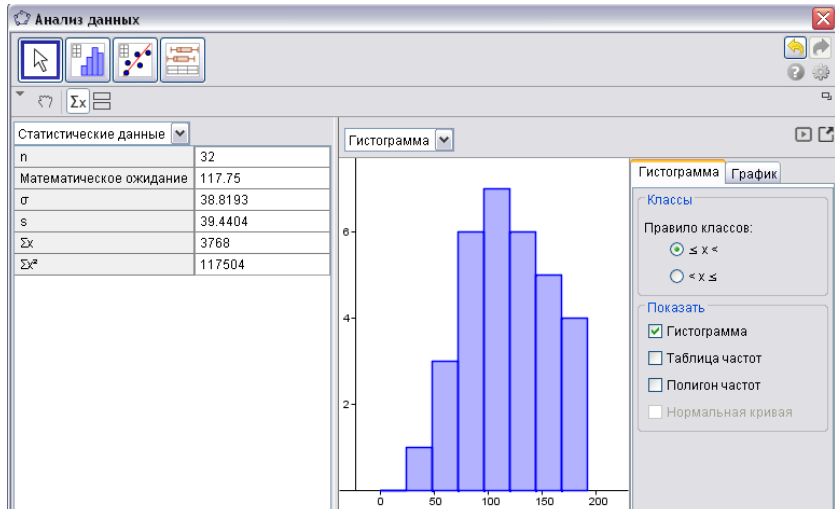 Анализ данных
Σx
Статистические данные
n 32
Математическое ожидание 117.75
σ 38.8193
s 39.4404
Σx 3768
Σx² 117504
Гистограмма
6
4
2
0 50 100 150 200
Гистограмма График
Классы
Правило классов:
≤ x <
< x ≤
Показать
Гистограмма
Таблица частот
Полигон частот
Нормальная кривая